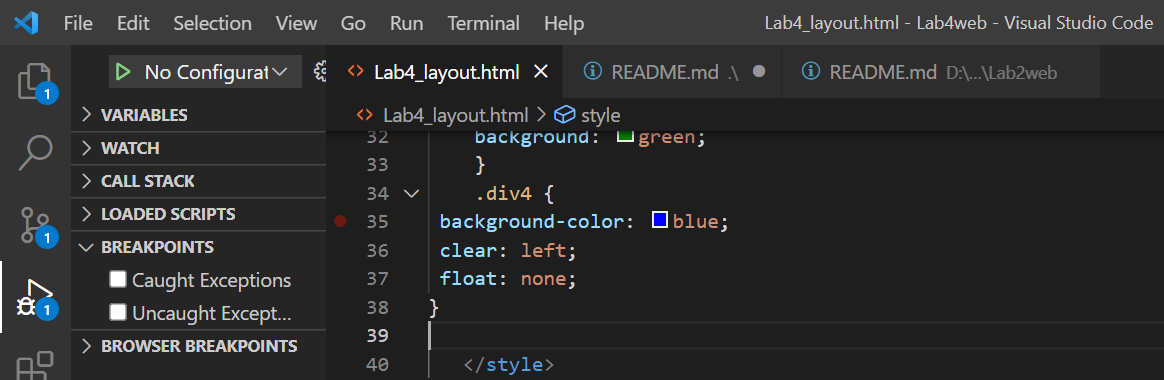 File Edit Selection View Go Run Terminal Help Lab4_layout.html - Lab4web - Visual Studio Code
No Configurat
Lab4_layout.html
README.md .\
README.md D:\...\Lab2web
Lab4_layout.html > style
1
VARIABLES
WATCH
CALL STACK
LOADED SCRIPTS
1
BREAKPOINTS
Caught Exceptions
1
Uncaught Except...
BROWSER BREAKPOINTS
32 background: green;
33 }
34 .div4 {
35 background-color: blue;
36 clear: left;
37 float: none;
38 }
39
40 </style>